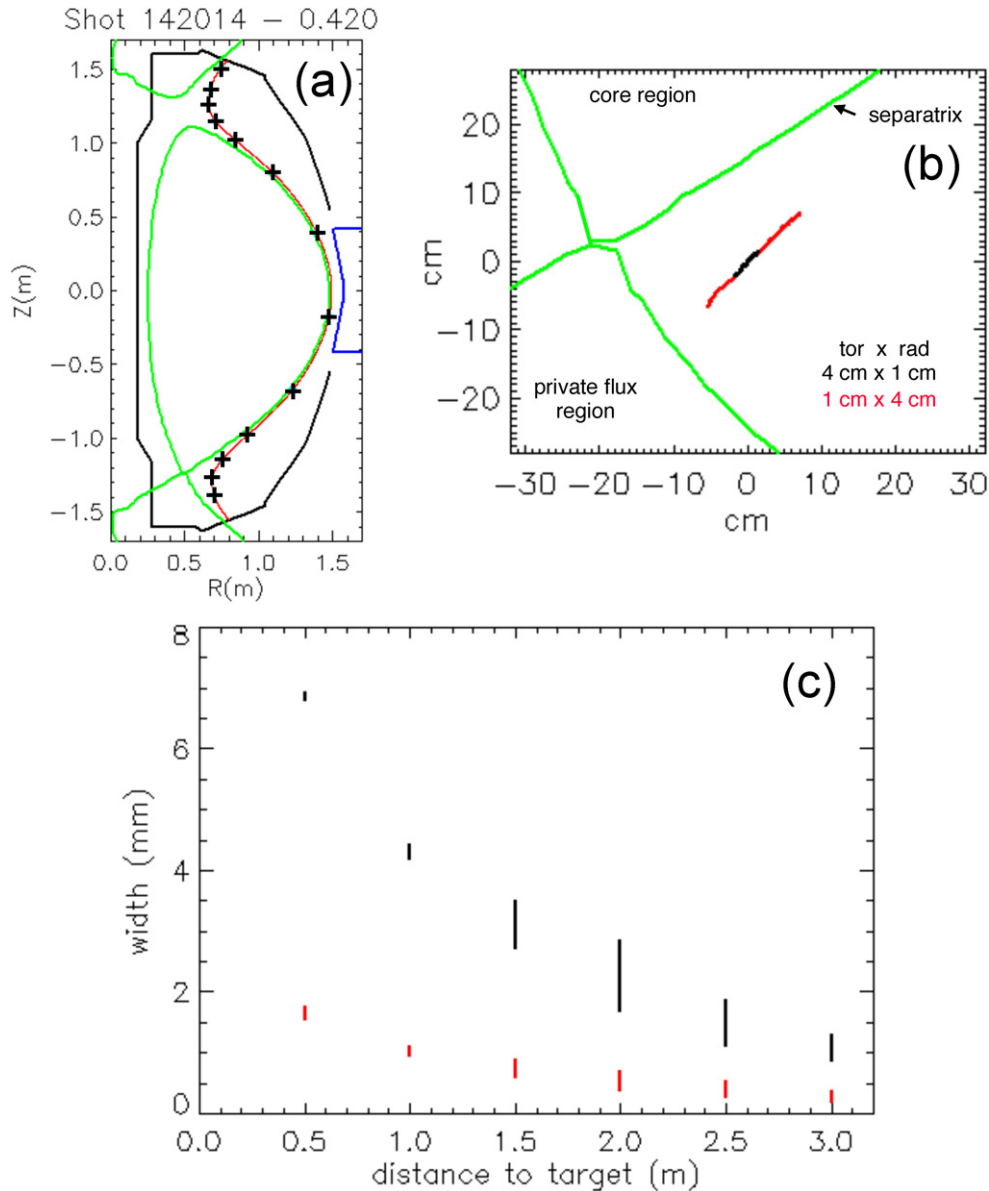 Shot 142014 - 0.420
(a)
1.5
1.0
0.5
0.0
-0.5
-1.0
-1.5
Z(m)
0.0 0.5 1.0 1.5
R(m)
core region
separatrix
(b)
20
10
0
-10
-20
cm
private flux
region
tor x rad
4 cm x 1 cm
1 cm x 4 cm
-30 -20 -10 0 10 20 30
cm
(c)
8
6
4
2
0
width (mm)
0.0 0.5 1.0 1.5 2.0 2.5 3.0
distance to target (m)